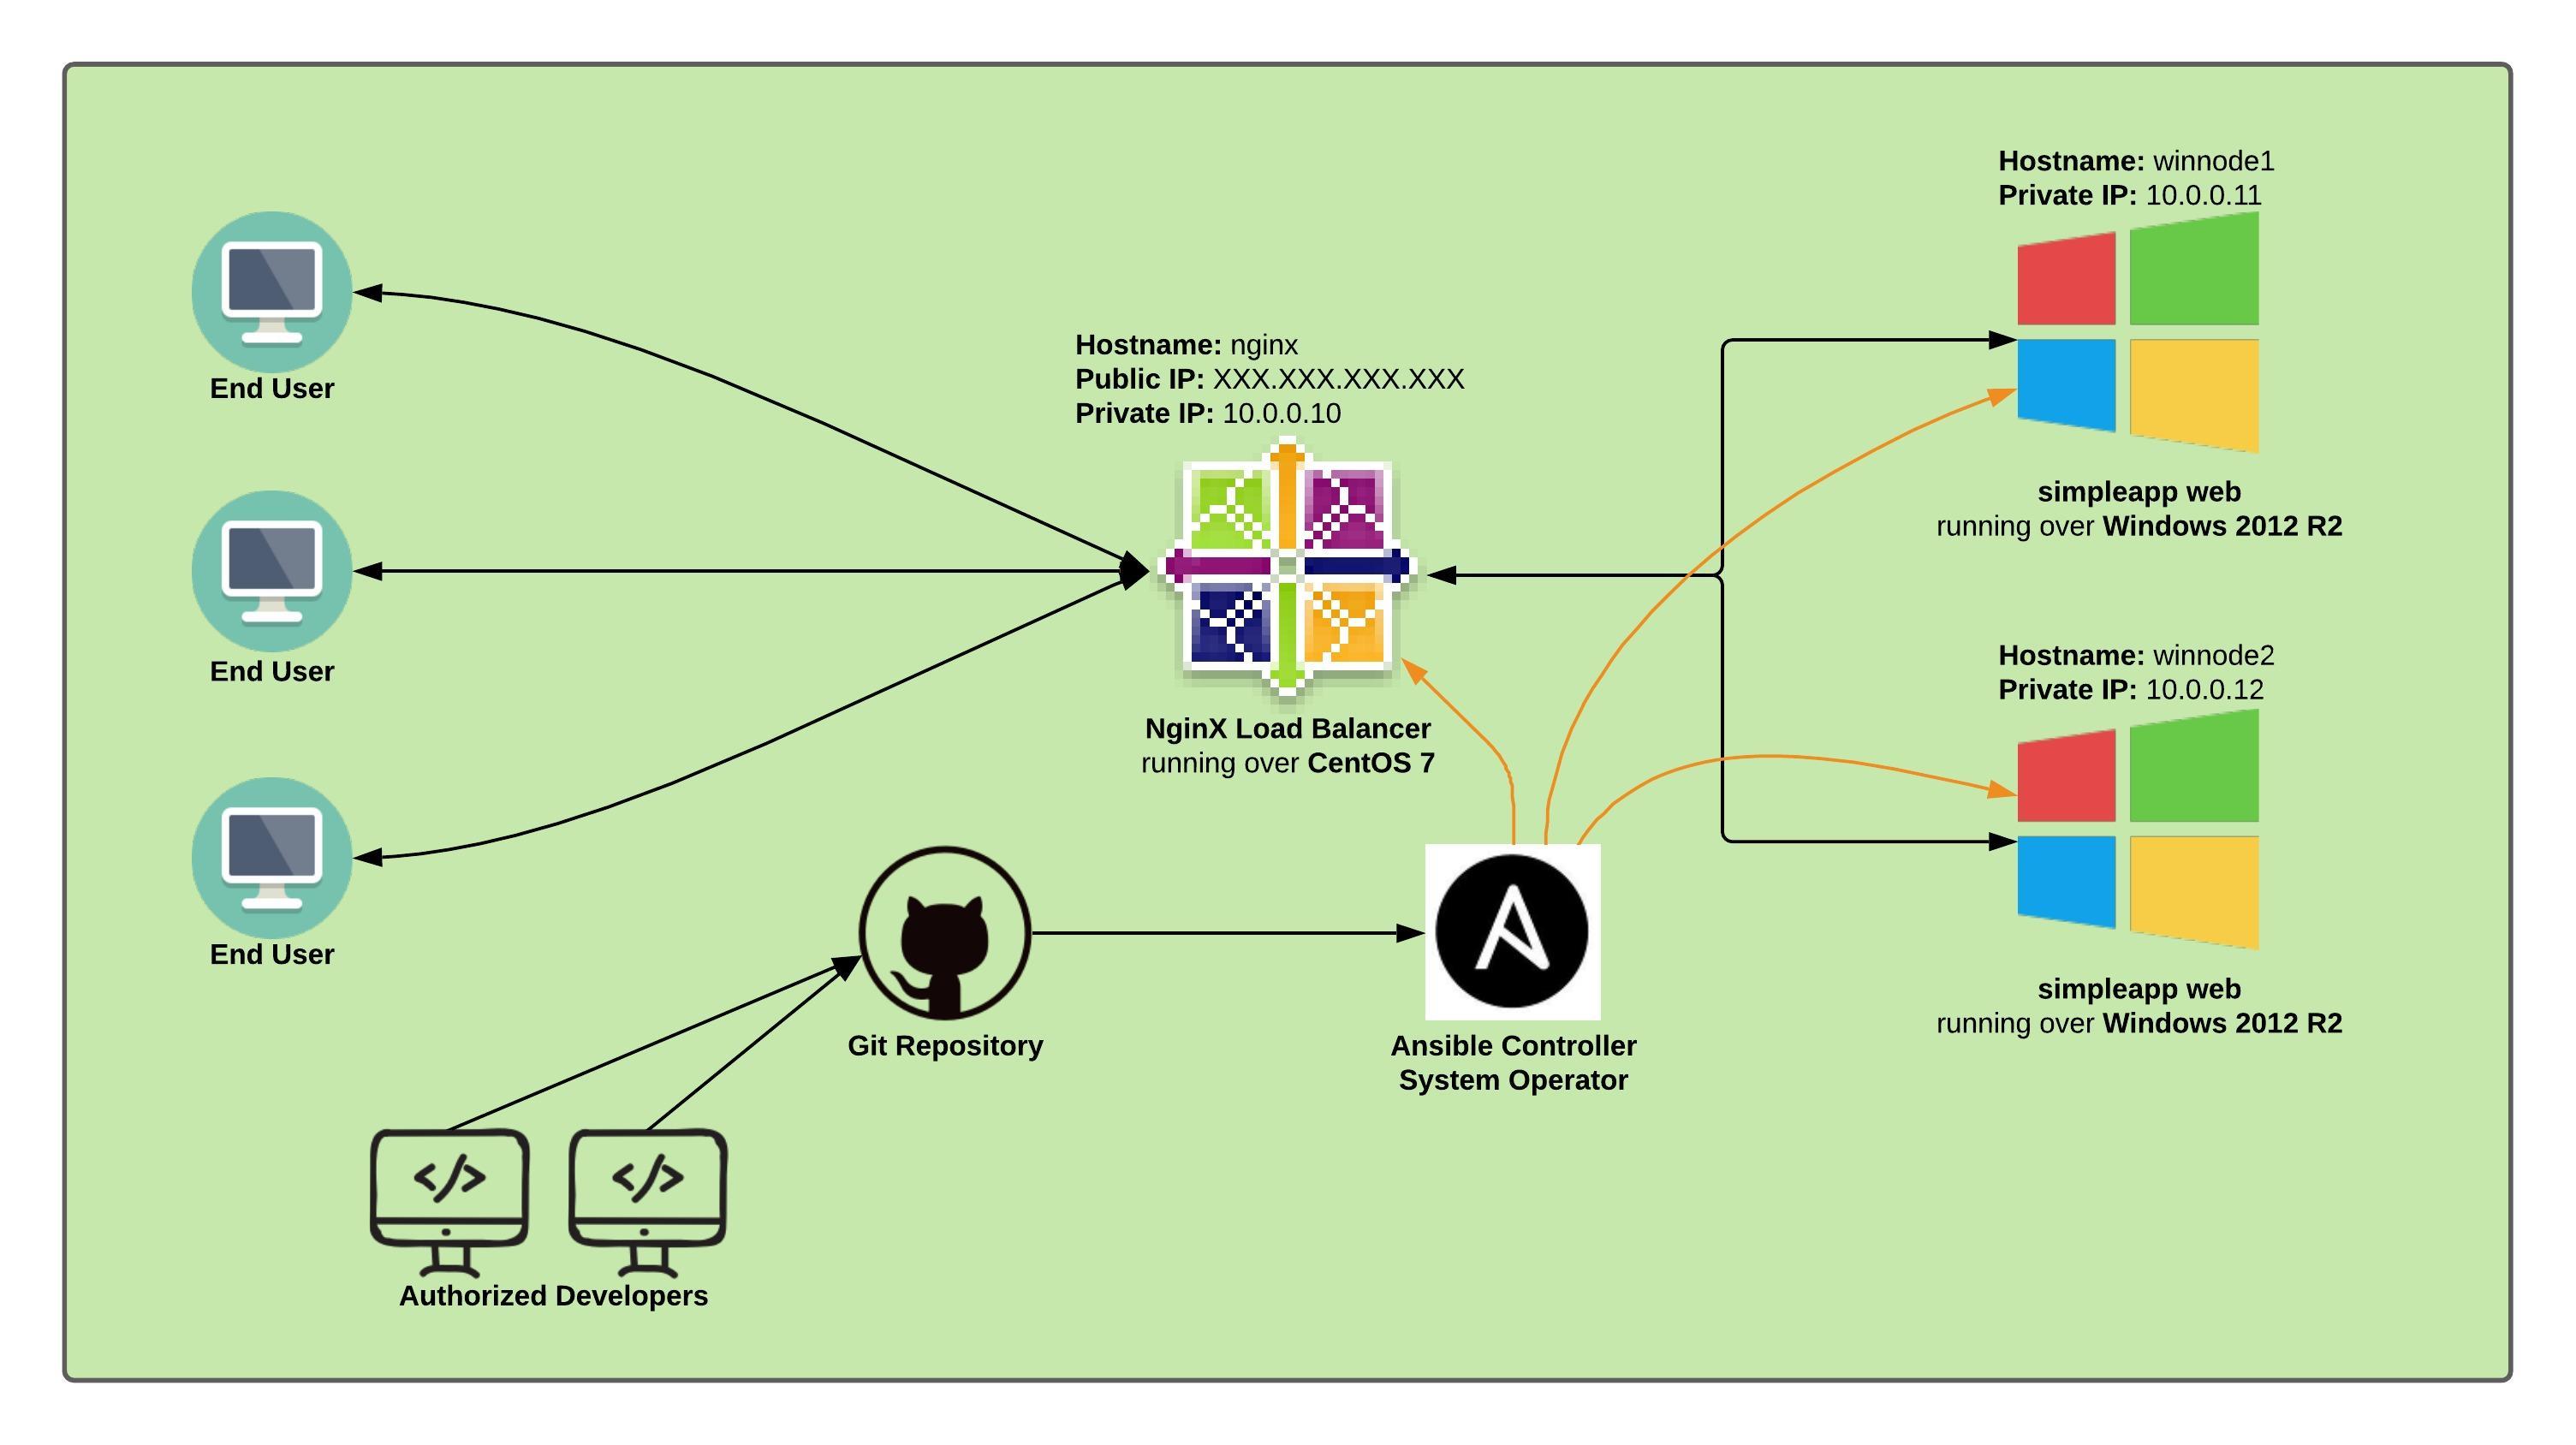 Hostname: winnode1
Private IP: 10.0.0.11
End User
Hostname: nginx
Public IP: XXX.XXX.XXX.XXX
Private IP: 10.0.0.10
simpleapp web
running over Windows 2012 R2
End User
Hostname: winnode2
Private IP: 10.0.0.12
NginX Load Balancer
running over CentOS 7
End User
simpleapp web
running over Windows 2012 R2
Git Repository
Ansible Controller
System Operator
</>
</>
Authorized Developers